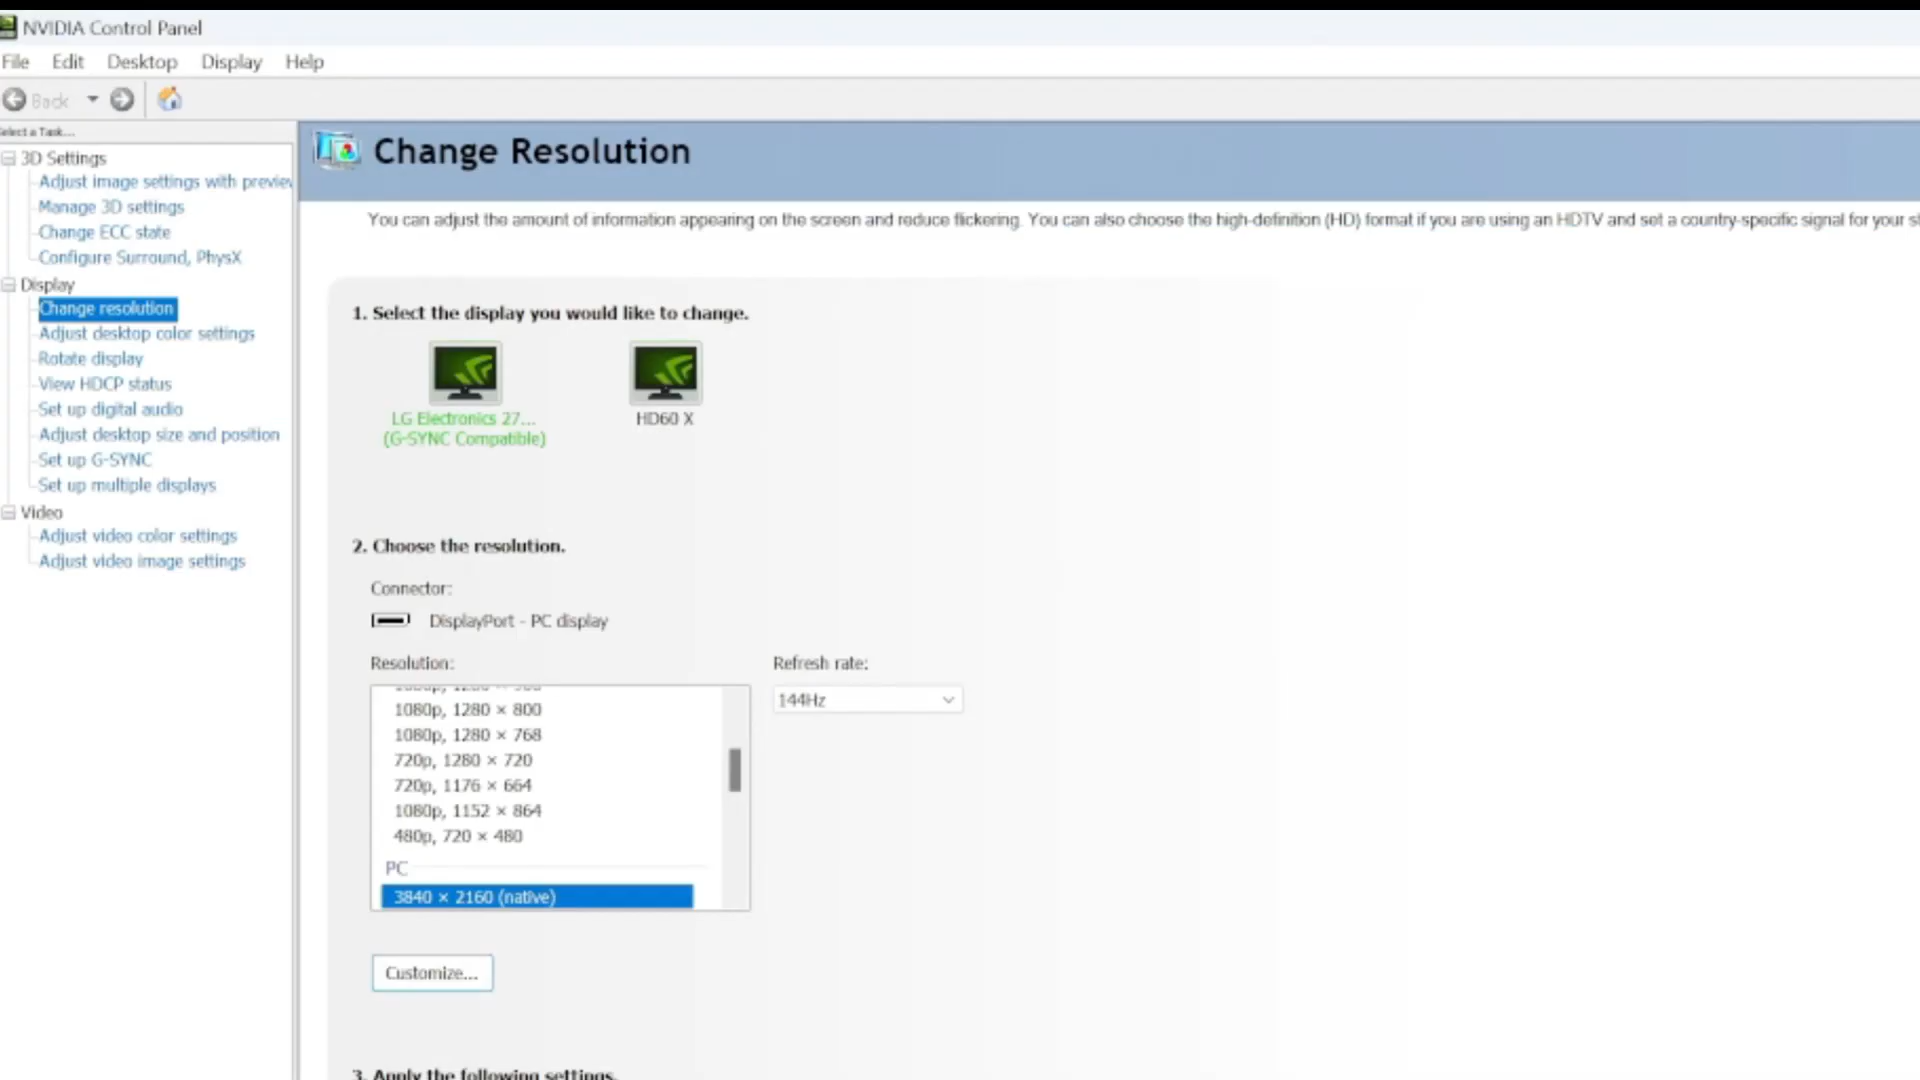 NVIDIA Control Panel
File Edit Desktop Display Help
Back
Select a Task...
3D Settings
Adjust image settings with preview
Manage 3D settings
Change ECC state
Configure Surround, PhysX
Display
Change resolution
Adjust desktop color settings
Rotate display
View HDCP status
Set up digital audio
Adjust desktop size and position
Set up G-SYNC
Set up multiple displays
Video
Adjust video color settings
Adjust video image settings
Change Resolution
You can adjust the amount of information appearing on the screen and reduce flickering. You can also choose the high-definition (HD) format if you are using an HDTV and set a country-specific signal for your
1. Select the display you would like to change.
LG Electronics 27...
(G-SYNC Compatible)
HD60 X
2. Choose the resolution.
Connector:
DisplayPort - PC display
Resolution:
Refresh rate:
144Hz
1080p, 1280 × 800
1080p, 1280 × 768
720p, 1280 × 720
720p, 1176 × 664
1080p, 1152 × 864
480p, 720 × 480
PC
3840 × 2160 (native)
Customize...
3. Apply the following settings.